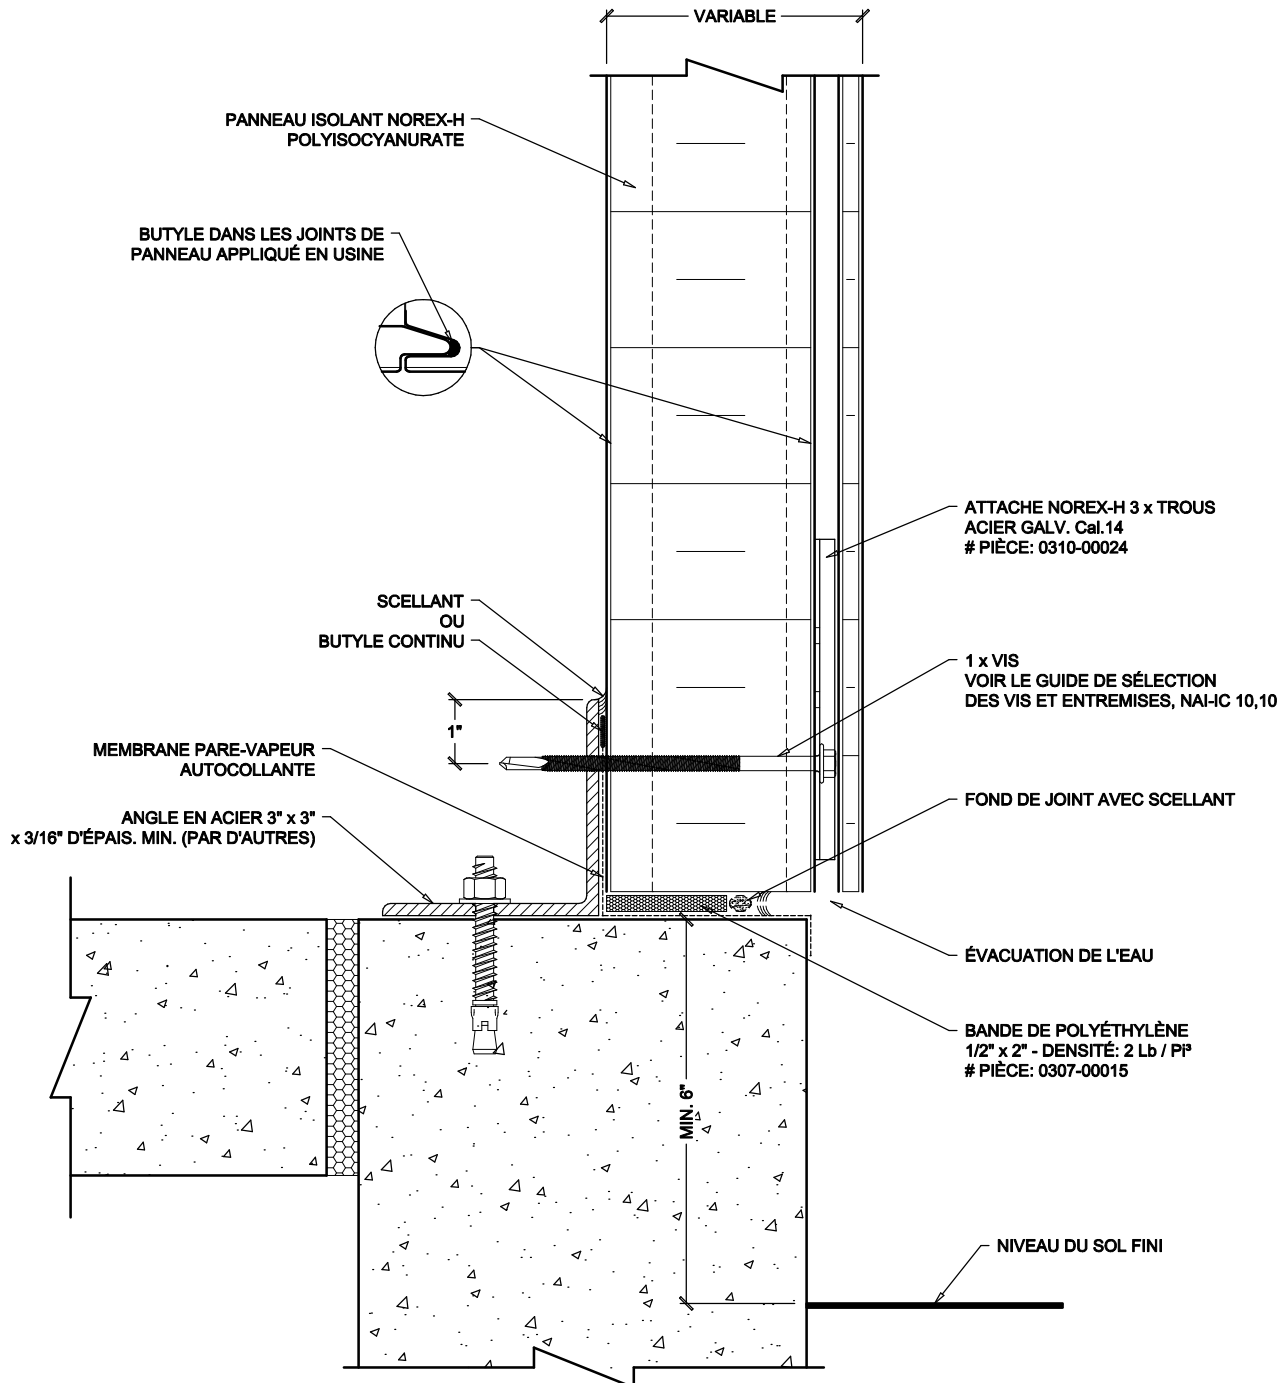 VARIABLE
PANNEAU ISOLANT NOREX-H
POLYISOCYANURATE
BUTYLE DANS LES JOINTS DE
PANNEAU APPLIQUÉ EN USINE
ATTACHE NOREX-H 3 x TROUS
ACIER GALV. Cal.14
# PIÈCE: 0310-00024
SCELLANT
OU
BUTYLE CONTINU
1 x VIS
VOIR LE GUIDE DE SÉLECTION
DES VIS ET ENTREMISES, NAI-IC 10,10
1"
MEMBRANE PARE-VAPEUR
AUTOCOLLANTE
ANGLE EN ACIER 3" x 3"
x 3/16" D'ÉPAIS. MIN. (PAR D'AUTRES)
FOND DE JOINT AVEC SCELLANT
ÉVACUATION DE L'EAU
BANDE DE POLYÉTHYLÈNE
1/2" x 2" - DENSITÉ: 2 Lb / Pi³
# PIÈCE: 0307-00015
MIN. 6"
NIVEAU DU SOL FINI